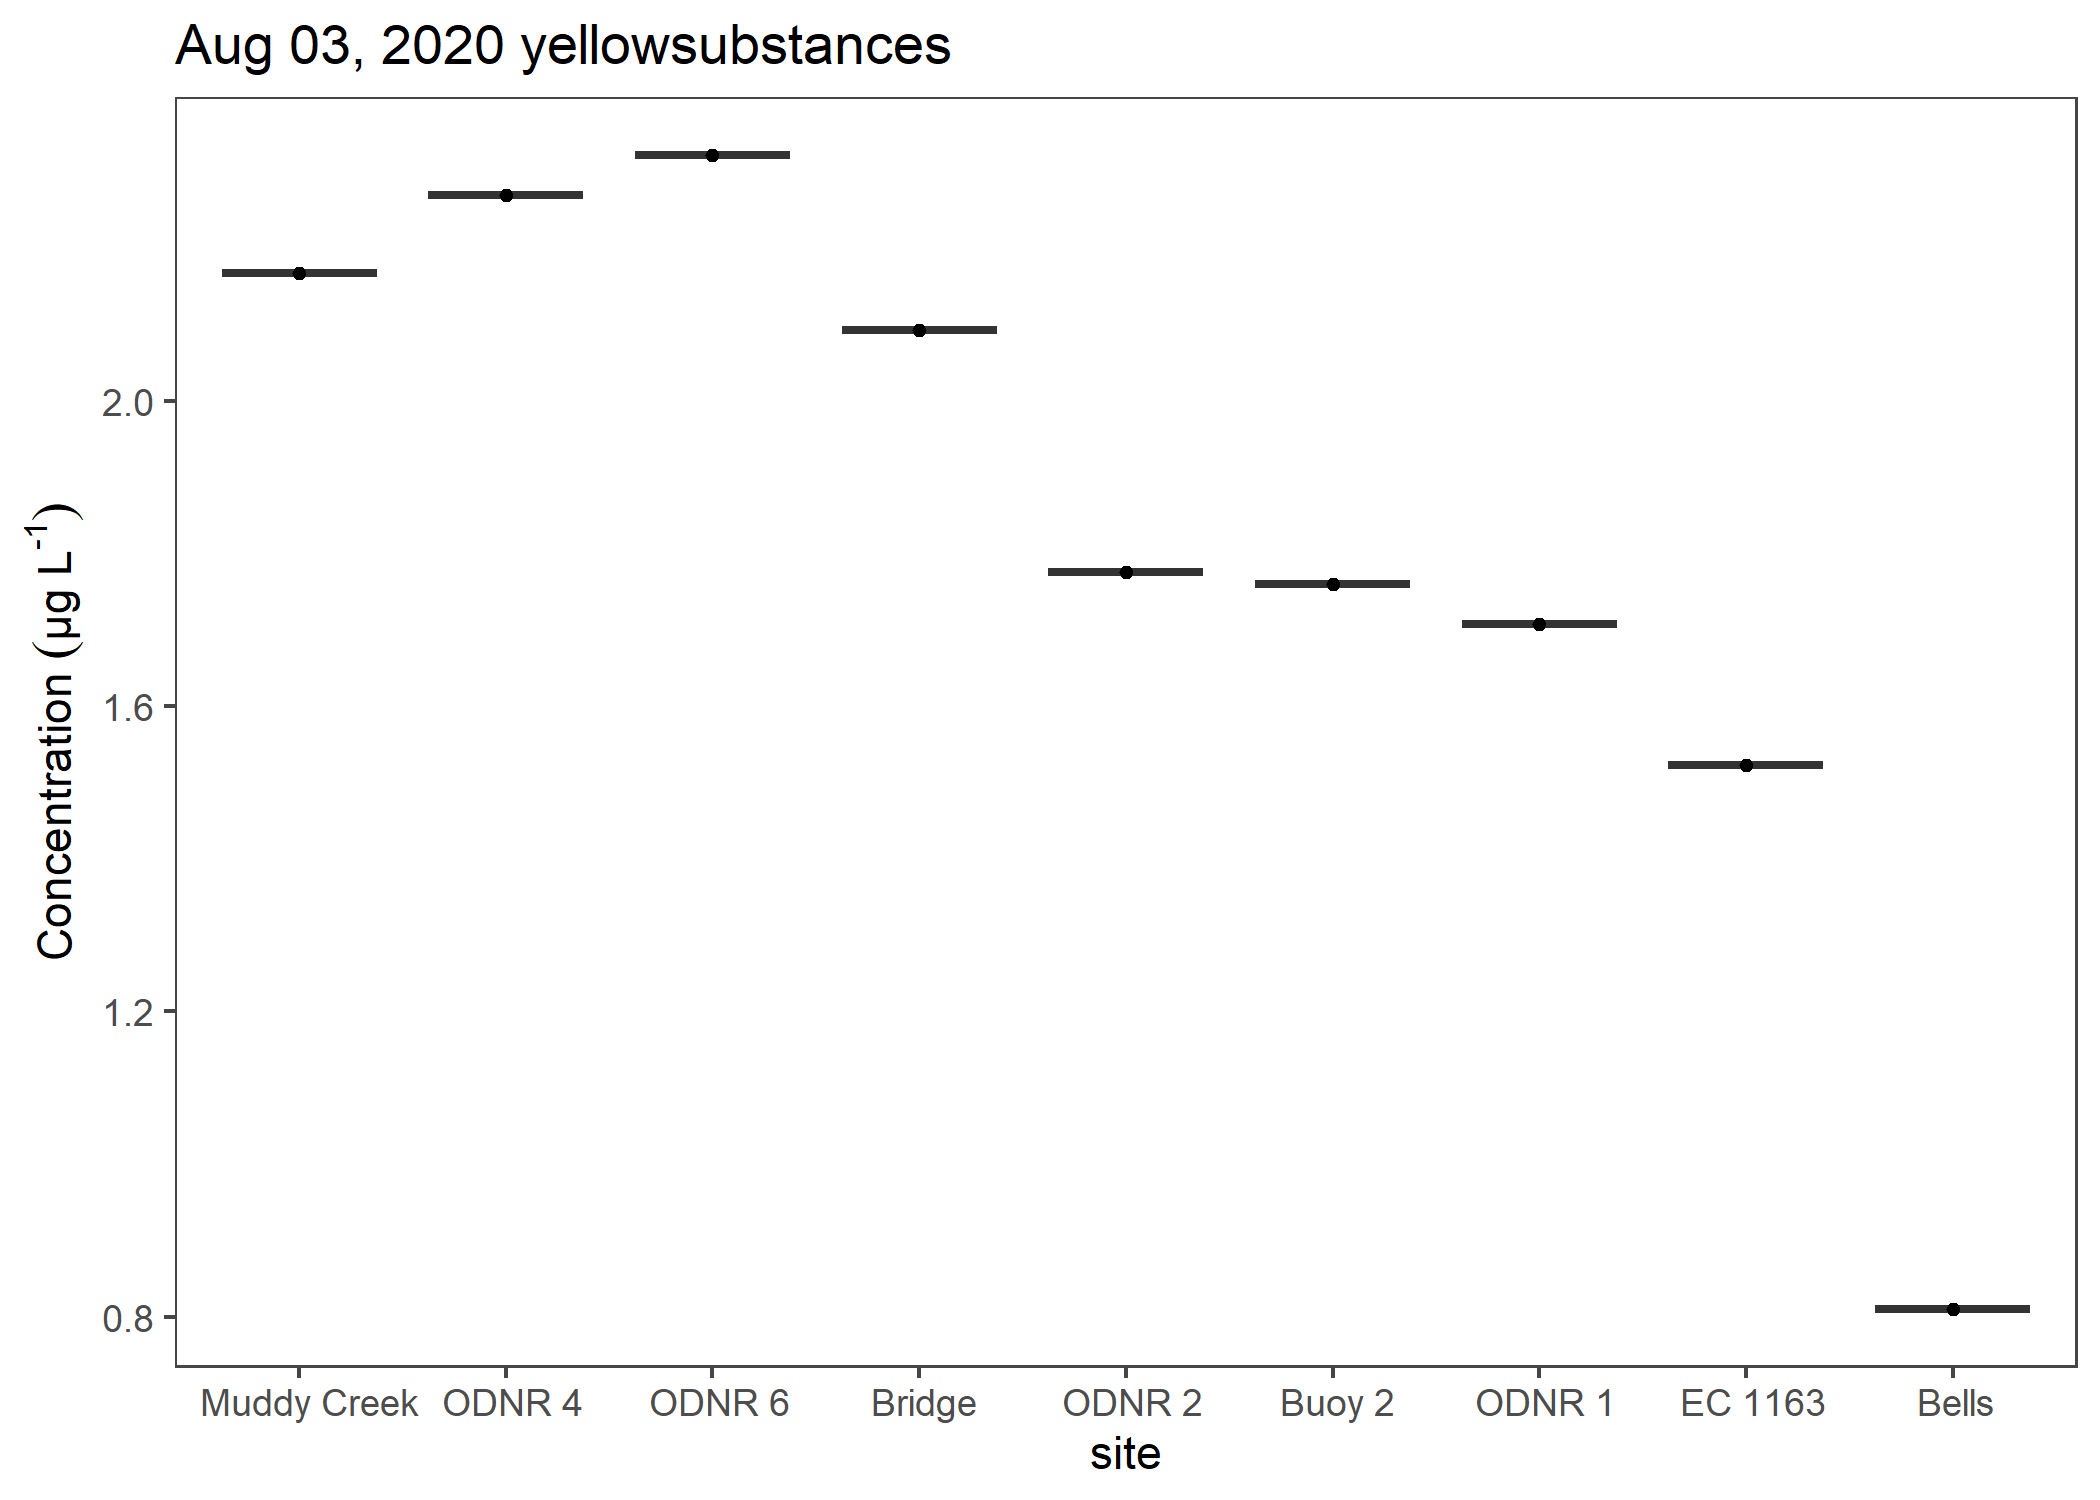 Aug 03, 2020 yellowsubstances
Concentration (µg L⁻¹)
2.0
1.6
1.2
0.8
Muddy Creek ODNR 4 ODNR 6 Bridge ODNR 2 Buoy 2 ODNR 1 EC 1163 Bells
site